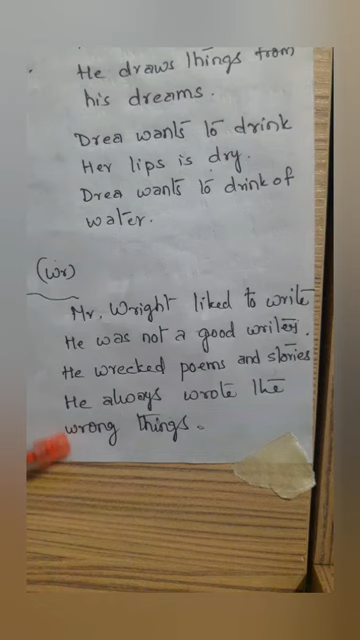 He draws things from
his dreams.
Drea wants to drink
Her lips is dry.
Drea wants to drink of
water.
(wr)
Mr. Wright liked to write
He was not a good writer.
He wrecked poems and stories
He always wrote the
wrong things.